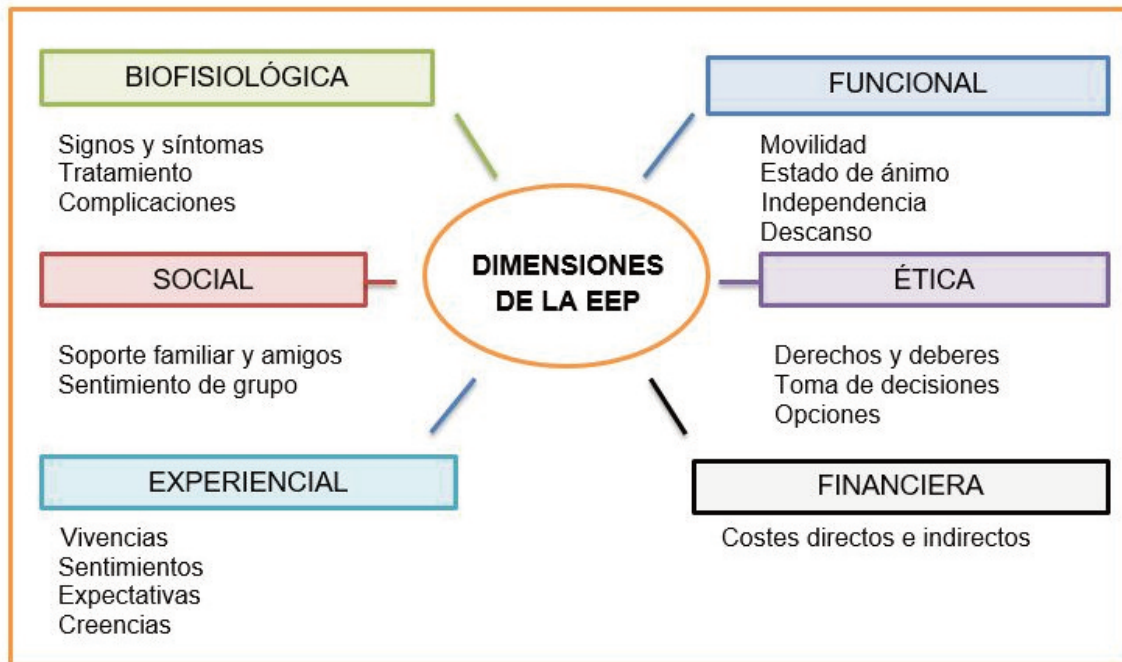 BIOFISIOLÓGICA
Signos y síntomas
Tratamiento
Complicaciones
SOCIAL
Soporte familiar y amigos
Sentimiento de grupo
EXPERIENCIAL
Vivencias
Sentimientos
Expectativas
Creencias
DIMENSIONES
DE LA EEP
FUNCIONAL
Movilidad
Estado de ánimo
Independencia
Descanso
ÉTICA
Derechos y deberes
Toma de decisiones
Opciones
FINANCIERA
Costes directos e indirectos